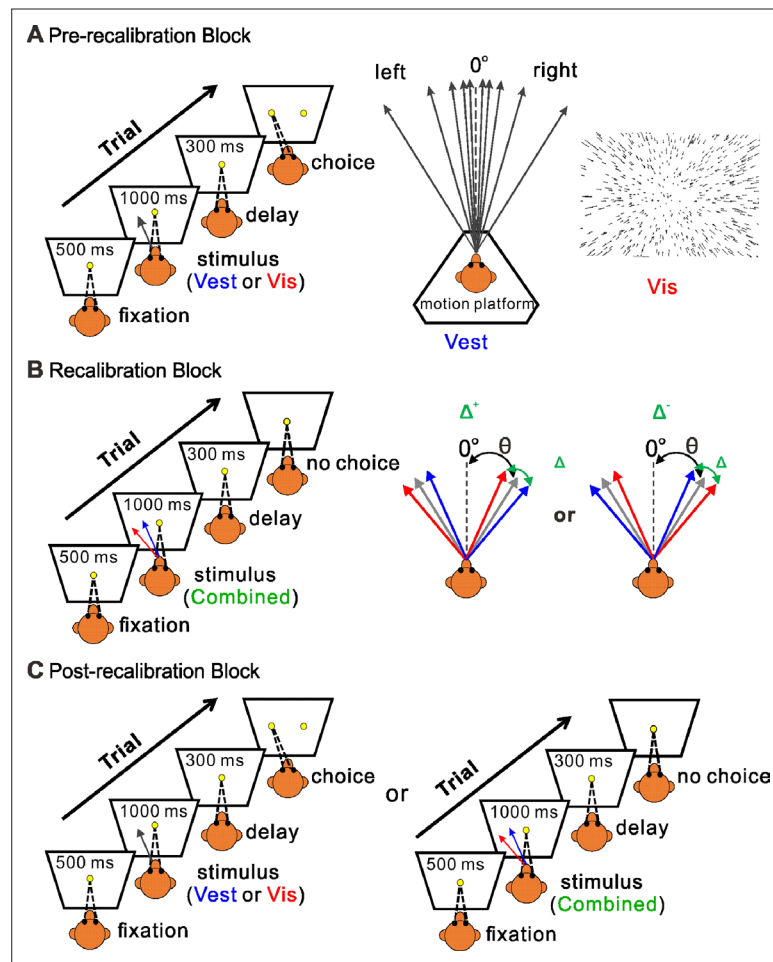 A Pre-recalibration Block
Trial
500 ms
fixation
1000 ms
stimulus
(Vest or Vis)
300 ms
delay
choice
left
0°
right
motion platform
Vest
Vis
B Recalibration Block
Trial
500 ms
fixation
1000 ms
stimulus
(Combined)
300 ms
delay
no choice
Δ⁺
0°
θ
Δ
or
Δ⁻
0°
θ
Δ
C Post-recalibration Block
Trial
500 ms
fixation
1000 ms
stimulus
(Vest or Vis)
300 ms
delay
choice
or
Trial
500 ms
fixation
1000 ms
stimulus
(Combined)
300 ms
delay
no choice